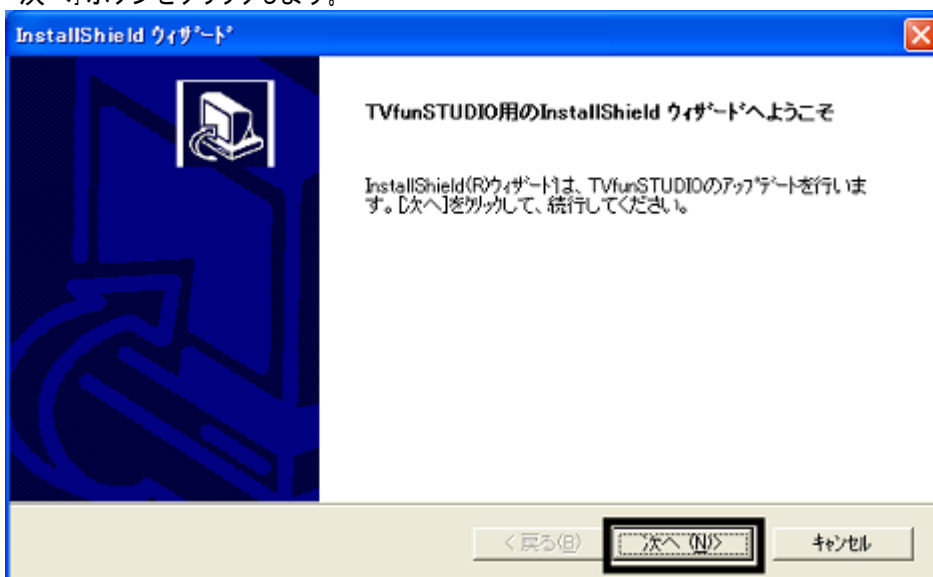 次へ]ボタンをクリックします。
InstallShield ｳｨｻﾞｰﾄﾞ
TVfunSTUDIO用のInstallShield ｳｨｻﾞｰﾄﾞへようこそ
InstallShield(R)ｳｨｻﾞｰﾄﾞは、TVfunSTUDIOのｱｯﾌﾟﾃﾞｰﾄを行いま
す。[次へ]をｸﾘｯｸして、続行してください。
< 戻る(B)
次へ (N)>
ｷｬﾝｾﾙ